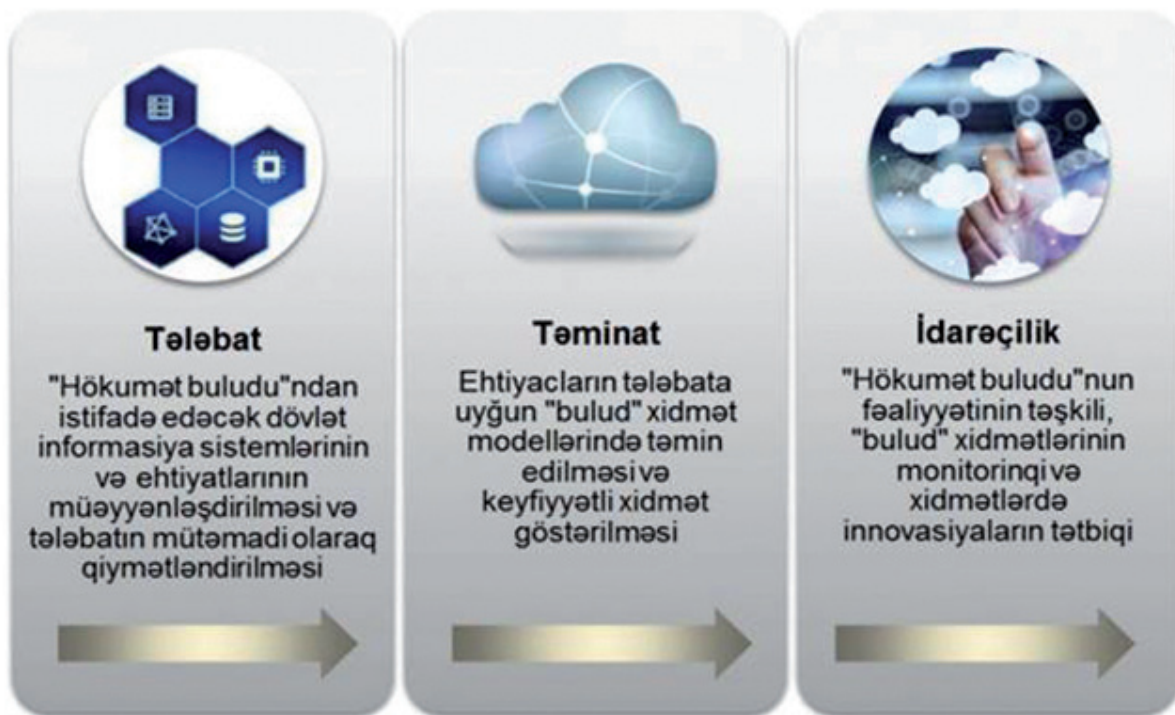 Tələbat
"Hökumət buludu"ndan
istifadə edəcək dövlət
informasiya sistemlərinin
və ehtiyatlarının
müəyyənləşdirilməsi və
tələbatın mütəmadi olaraq
qiymətləndirilməsi
Təminat
Ehtiyacların tələbata
uyğun "bulud" xidmət
modellərində təmin
edilməsi və
keyfiyyətli xidmət
göstərilməsi
İdarəçilik
"Hökumət buludu"nun
fəaliyyətinin təşkili,
"bulud" xidmətlərinin
monitorinqi və
xidmətlərdə
innovasiyaların tətbiqi